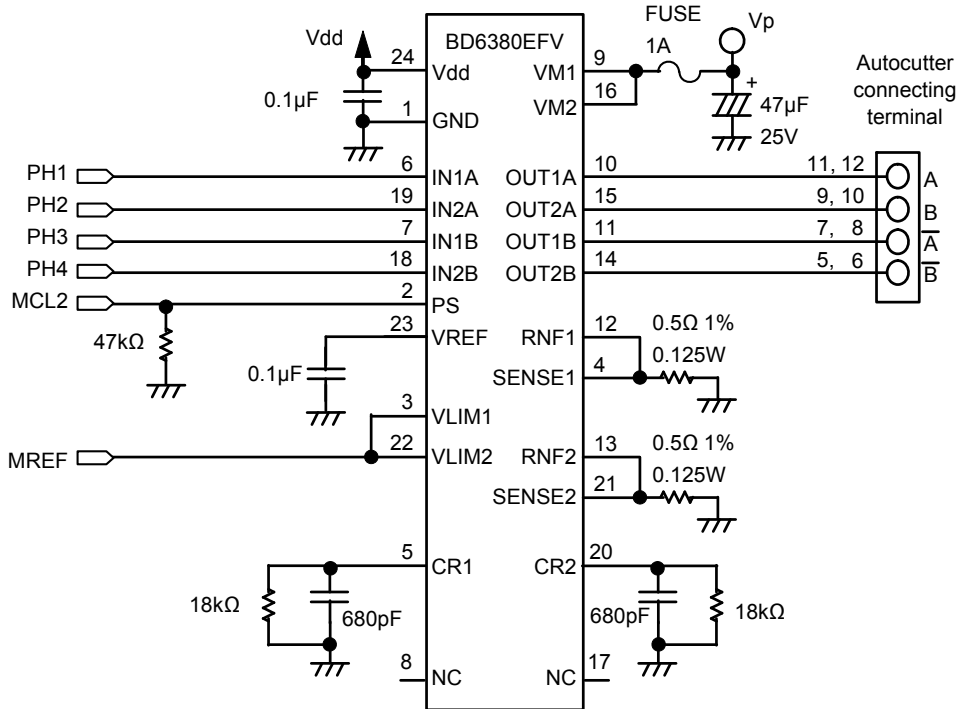 FUSE
Vp
Vdd
BD6380EFV
1A
24
Vdd
VM1
9
+
Autocutter
connecting
terminal
0.1µF
16
VM2
47µF
25V
1
GND
PH1
6
IN1A
OUT1A
10
11, 12
A
PH2
19
IN2A
OUT2A
15
9, 10
B
PH3
7
IN1B
OUT1B
11
7, 8
A
PH4
18
IN2B
OUT2B
14
5, 6
B
MCL2
2
PS
47kΩ
23
VREF
RNF1
12
0.5Ω 1%
0.125W
0.1µF
SENSE1
4
3
VLIM1
MREF
22
VLIM2
RNF2
13
0.5Ω 1%
0.125W
SENSE2
21
5
CR1
CR2
20
18kΩ
680pF
680pF
18kΩ
8
NC
NC
17